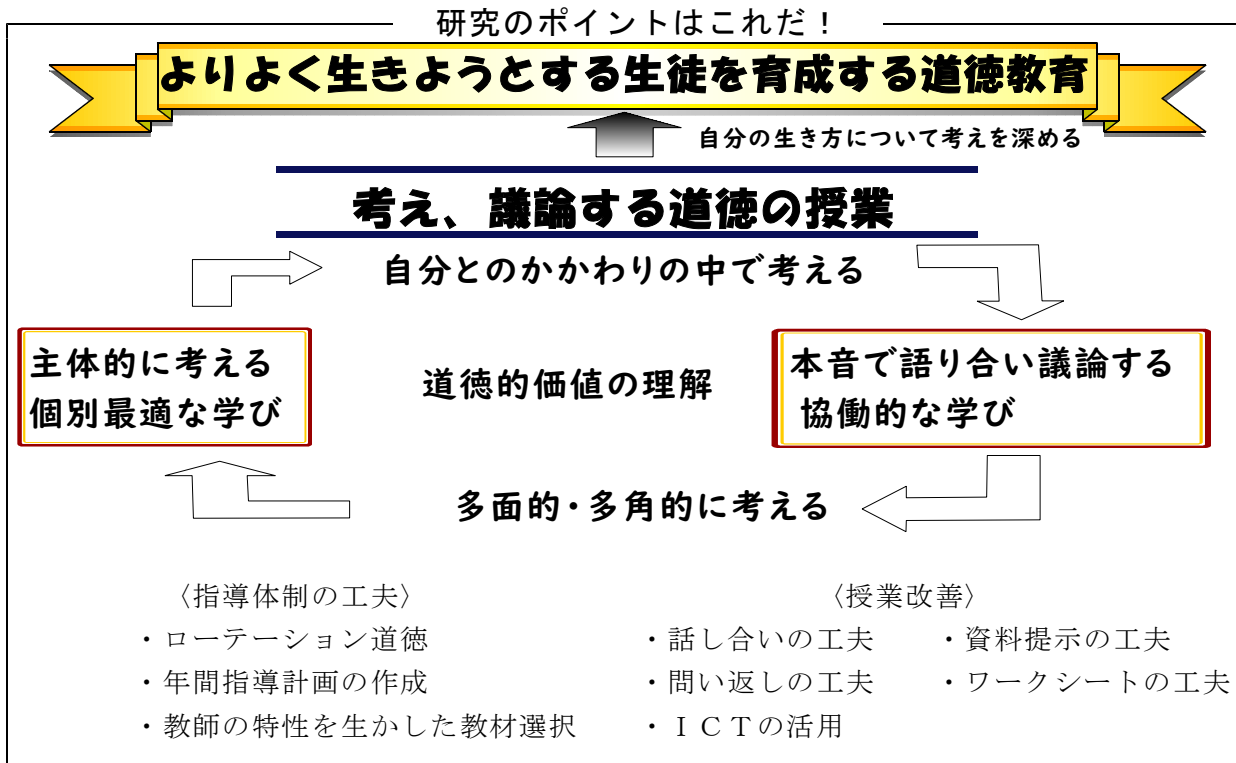 研究のポイントはこれだ！
よりよく生きようとする生徒を育成する道徳教育
自分の生き方について考えを深める
考え、議論する道徳の授業
自分とのかかわりの中で考える
主体的に考える
個別最適な学び
道徳的価値の理解
本音で語り合い議論する
協働的な学び
多面的・多角的に考える
〈指導体制の工夫〉
・ローテーション道徳
・年間指導計画の作成
・教師の特性を生かした教材選択
〈授業改善〉
・話し合いの工夫　・資料提示の工夫
・問い返しの工夫　・ワークシートの工夫
・ＩＣＴの活用